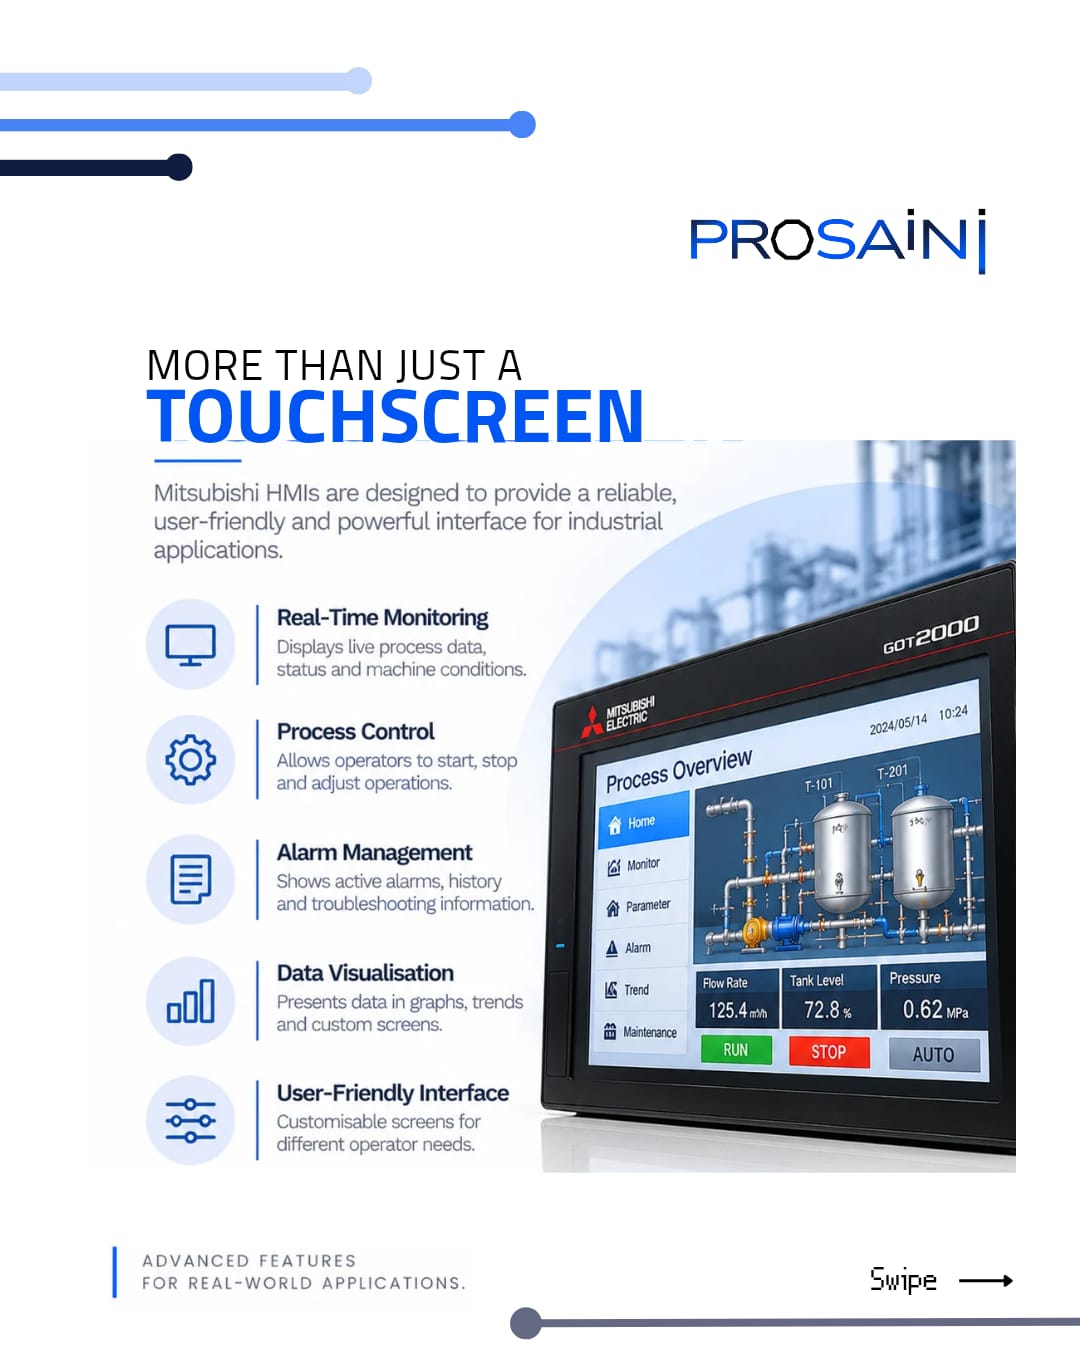 PROSAINI
MORE THAN JUST A
TOUCHSCREEN
Mitsubishi HMIs are designed to provide a reliable,
user-friendly and powerful interface for industrial
applications.
Real-Time Monitoring
Displays live process data,
status and machine conditions.
Process Control
Allows operators to start, stop
and adjust operations.
Alarm Management
Shows active alarms, history
and troubleshooting information.
Data Visualisation
Presents data in graphs, trends
and custom screens.
User-Friendly Interface
Customisable screens for
different operator needs.
MITSUBISHI
ELECTRIC
GOT2000
Process Overview
2024/05/14 10:24
Home
Monitor
Parameter
Alarm
Trend
Maintenance
T-101
T-201
Flow Rate
125.4 m³/h
Tank Level
72.8 %
Pressure
0.62 MPa
RUN
STOP
AUTO
ADVANCED FEATURES
FOR REAL-WORLD APPLICATIONS.
Swipe